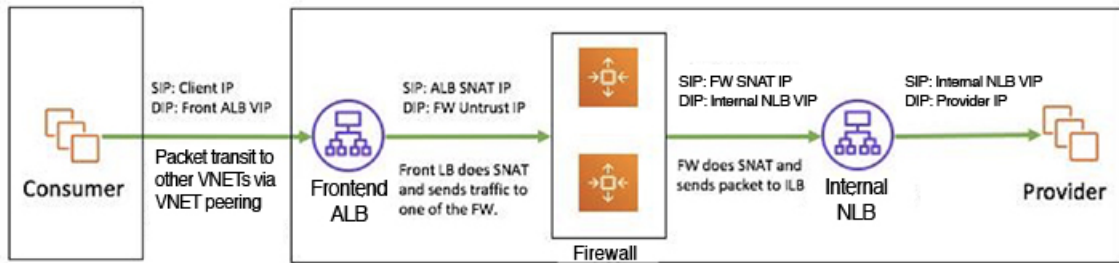 SIP: Client IP
DIP: Front ALB VIP
Consumer
Packet transit to
other VNETs via
VNET peering
Frontend
ALB
SIP: ALB SNAT IP
DIP: FW Untrust IP
Front LB does SNAT
and sends traffic to
one of the FW.
Firewall
SIP: FW SNAT IP
DIP: Internal NLB VIP
FW does SNAT and
sends packet to ILB
Internal
NLB
SIP: Internal NLB VIP
DIP: Provider IP
Provider